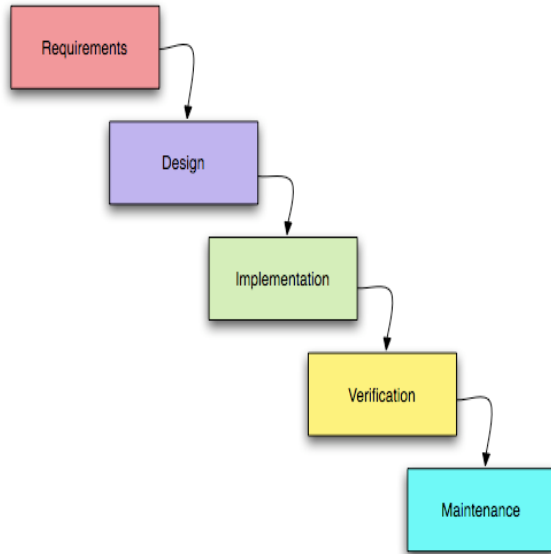 Requirements
Design
Implementation
Verification
Maintenance